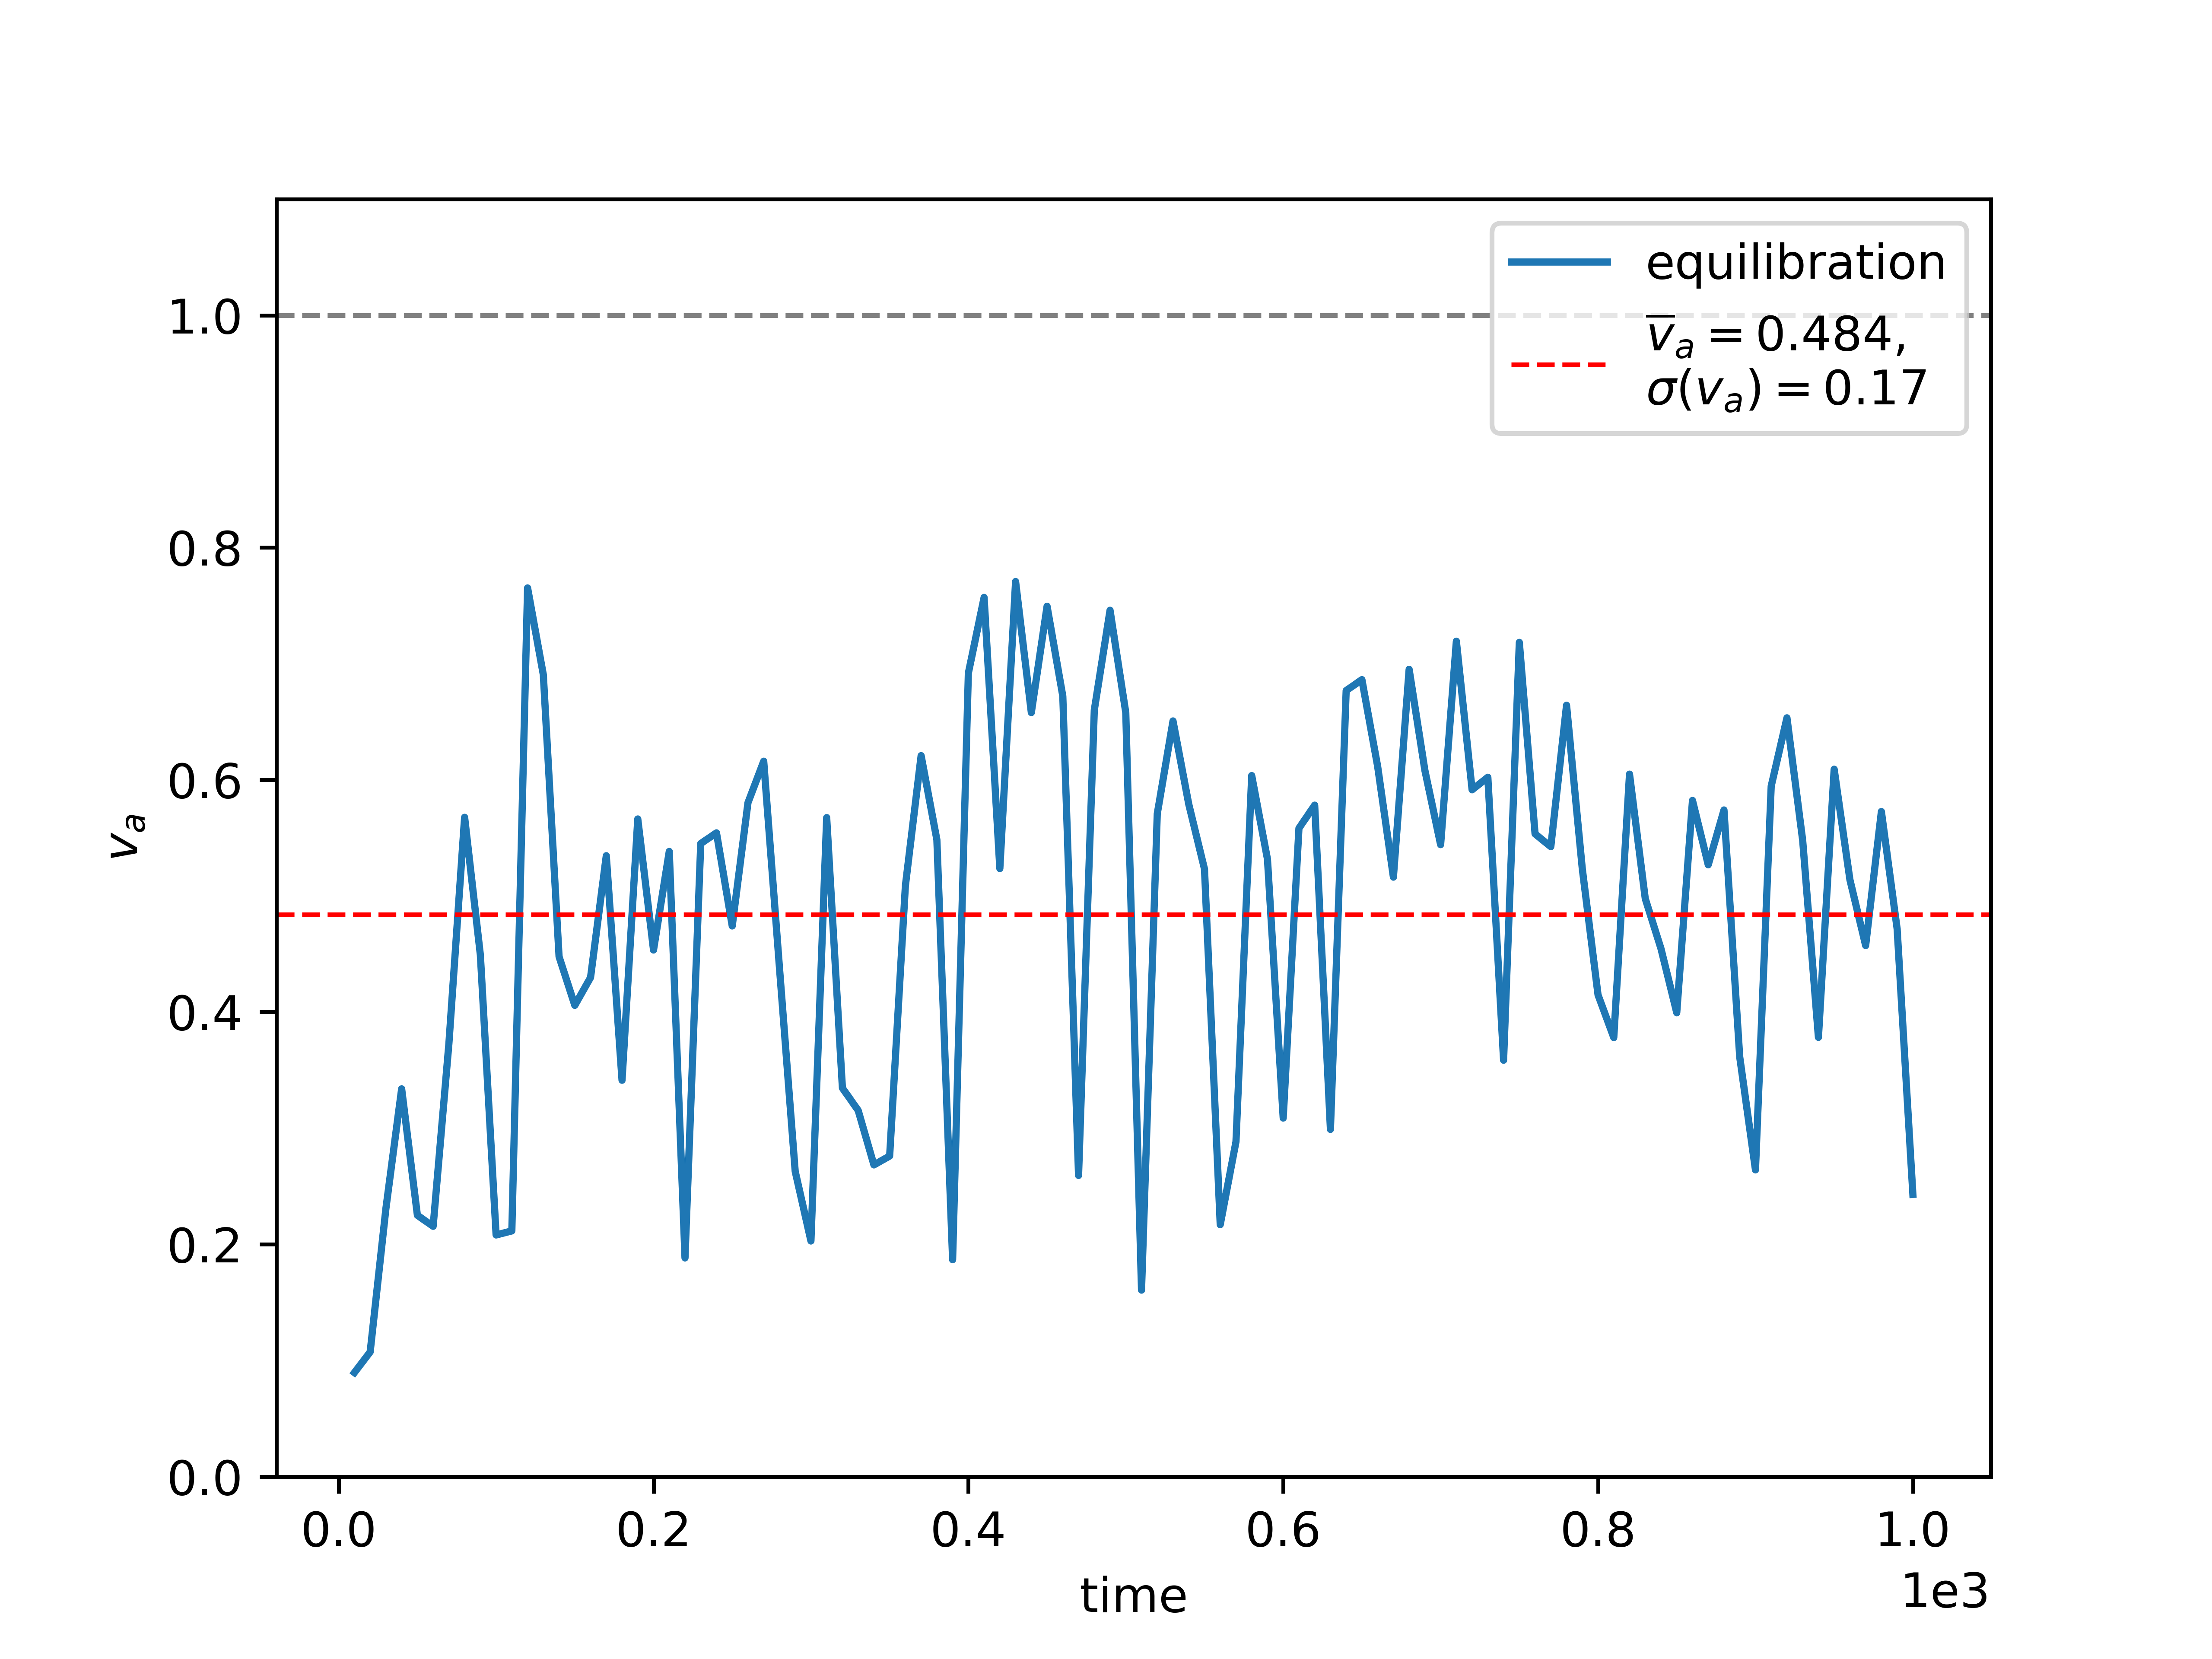 equilibration
v̅ₐ = 0.484,
σ(vₐ) = 0.17
1.0
0.8
0.6
0.4
0.2
0.0
vₐ
0.0 0.2 0.4 0.6 0.8 1.0
time
1e3